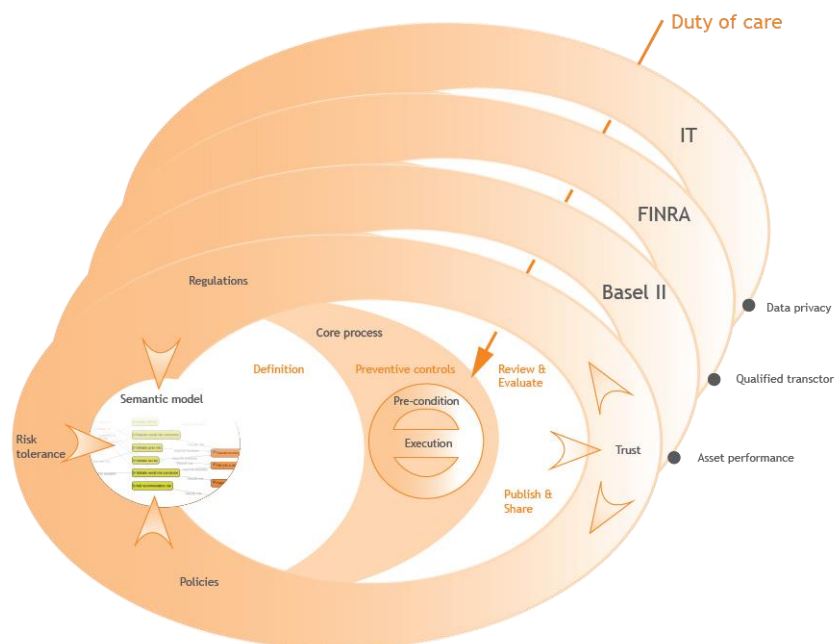 Duty of care
IT
FINRA
Basel II
Regulations
Data privacy
Core process
Definition
Preventive controls
Review &
Evaluate
Qualified transctor
Semantic model
Pre-condition
Risk
tolerance
Execution
Trust
Asset performance
Publish &
Share
Policies